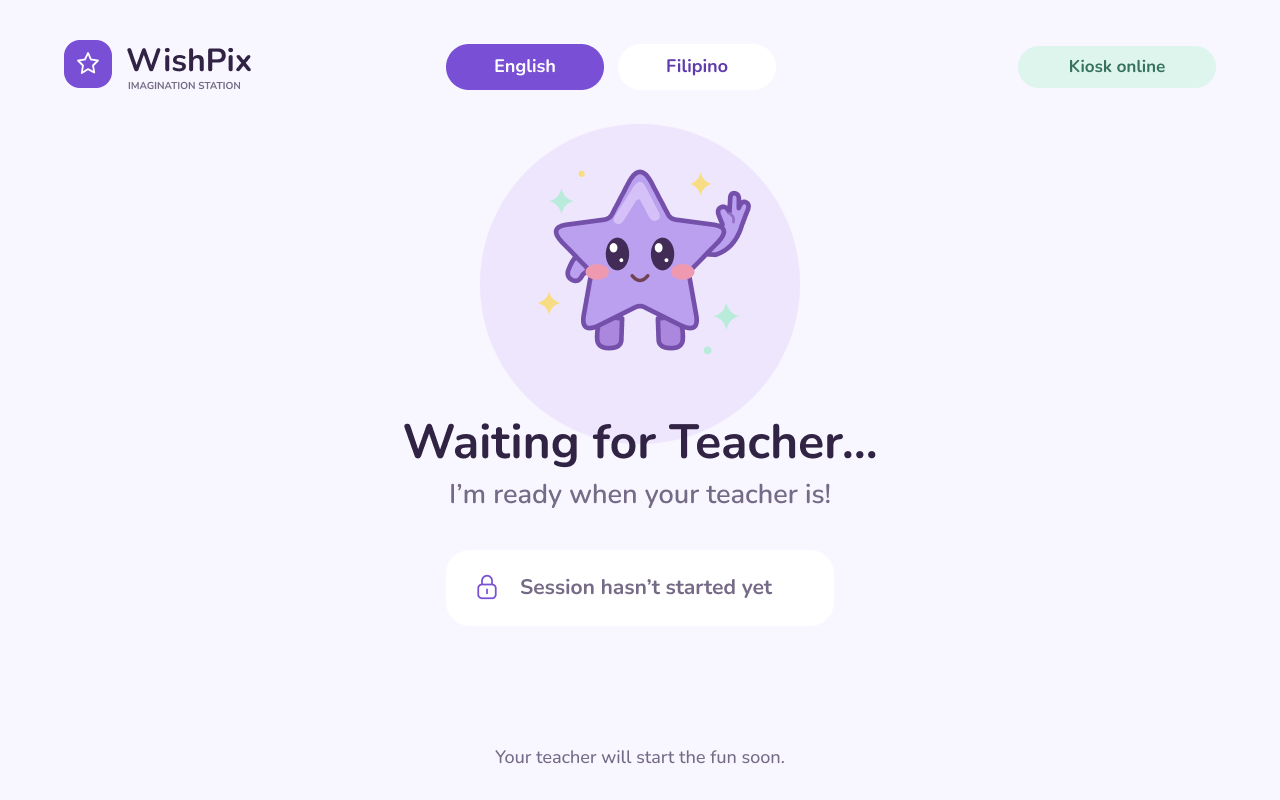 WishPix
IMAGINATION STATION
English
Filipino
Kiosk online
Waiting for Teacher...
I’m ready when your teacher is!
Session hasn’t started yet
Your teacher will start the fun soon.